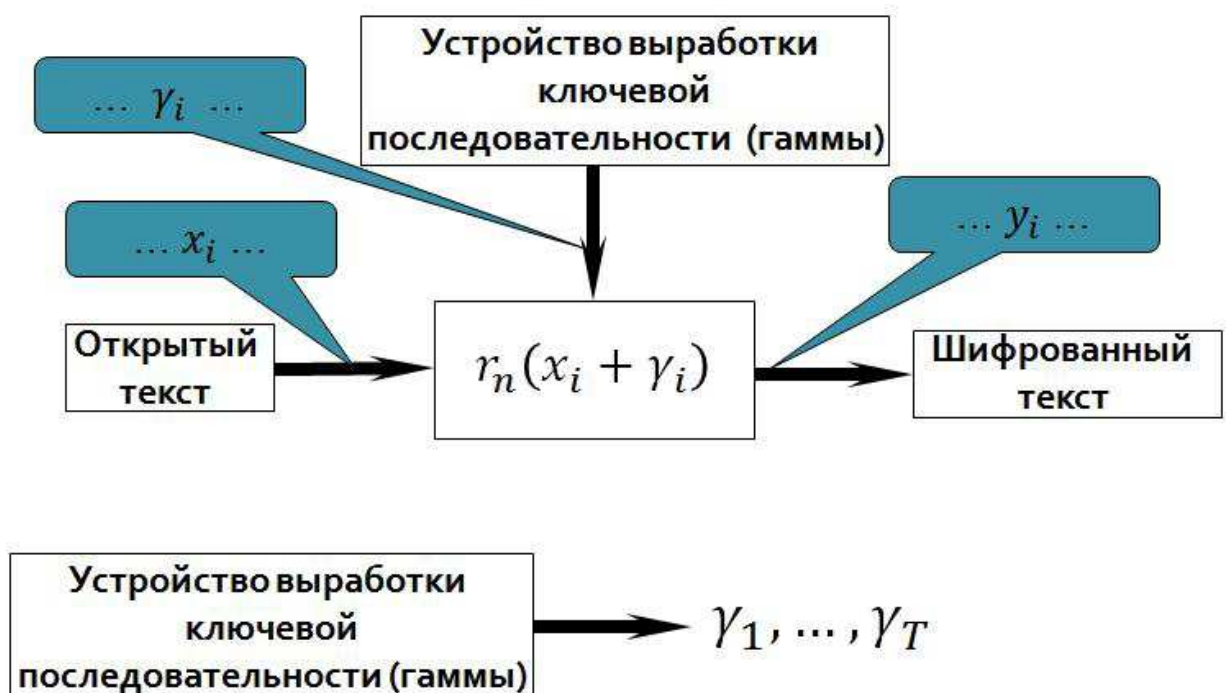 Устройство выработки
ключевой
последовательности (гаммы)
... γᵢ ...
... xᵢ ...
... yᵢ ...
Открытый
текст
rₙ(xᵢ + γᵢ)
Шифрованный
текст
Устройство выработки
ключевой
последовательности (гаммы)
γ₁, ... , γ_T